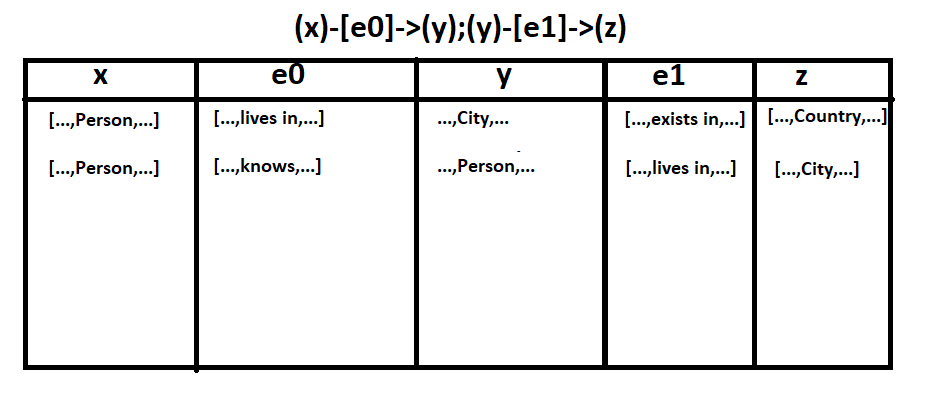 (x)-[e0]->(y);(y)-[e1]->(z)
x e0 y e1 z
[...,Person,...] [...,lives in,...] ...,City,... [...,exists in,...] [...,Country,...]
[...,Person,...] [...,knows,...] ...,Person,... [...,lives in,...] [...,City,...]